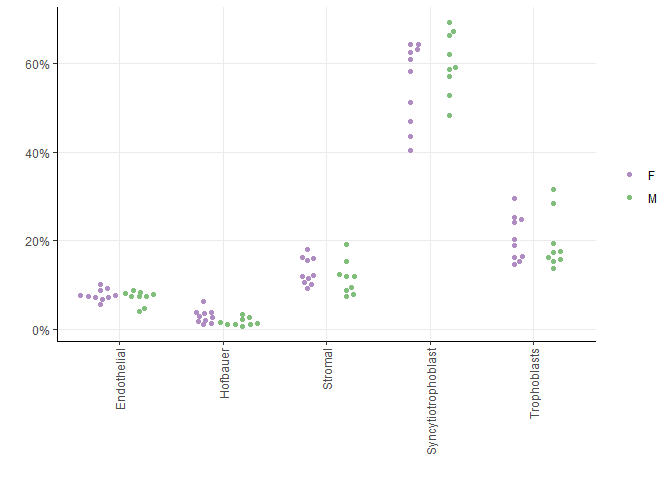 60%
40%
20%
0%
Endothelial
Hofbauer
Stromal
Syncytiotrophoblast
Trophoblasts
F
M